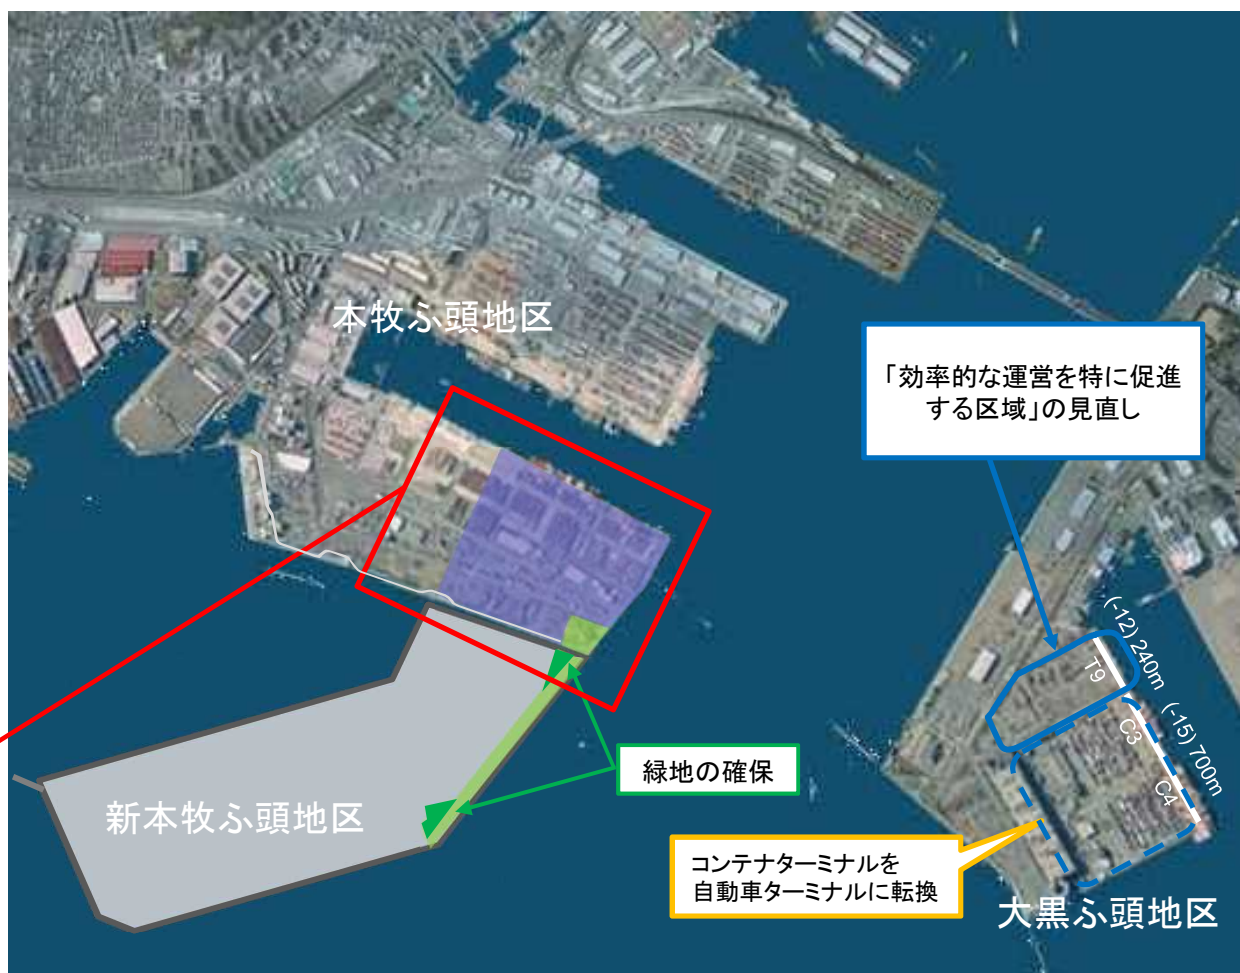 本牧ふ頭地区
「効率的な運営を特に促進
する区域」の見直し
(-12) 240m
T9
(-15) 700m
C3
C4
緑地の確保
新本牧ふ頭地区
コンテナターミナルを
自動車ターミナルに転換
大黒ふ頭地区